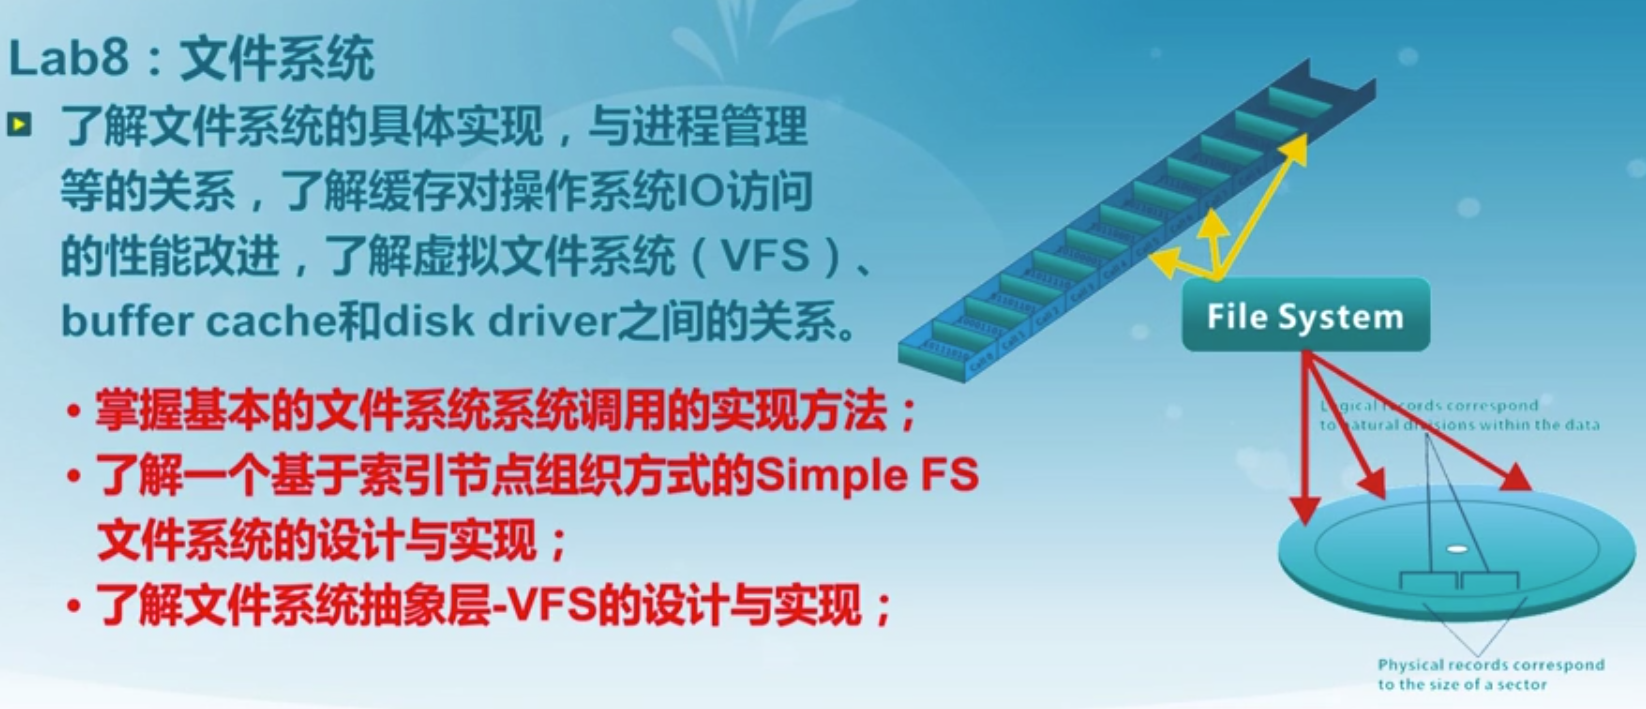 Lab8：文件系统
了解文件系统的具体实现，与进程管理
等的关系，了解缓存对操作系统IO访问
的性能改进，了解虚拟文件系统（VFS）、
buffer cache和disk driver之间的关系。
• 掌握基本的文件系统系统调用的实现方法；
• 了解一个基于索引节点组织方式的Simple FS
文件系统的设计与实现；
• 了解文件系统抽象层-VFS的设计与实现；
File System
Logical records correspond
to natural divisions within the data
Physical records correspond
to the size of a sector